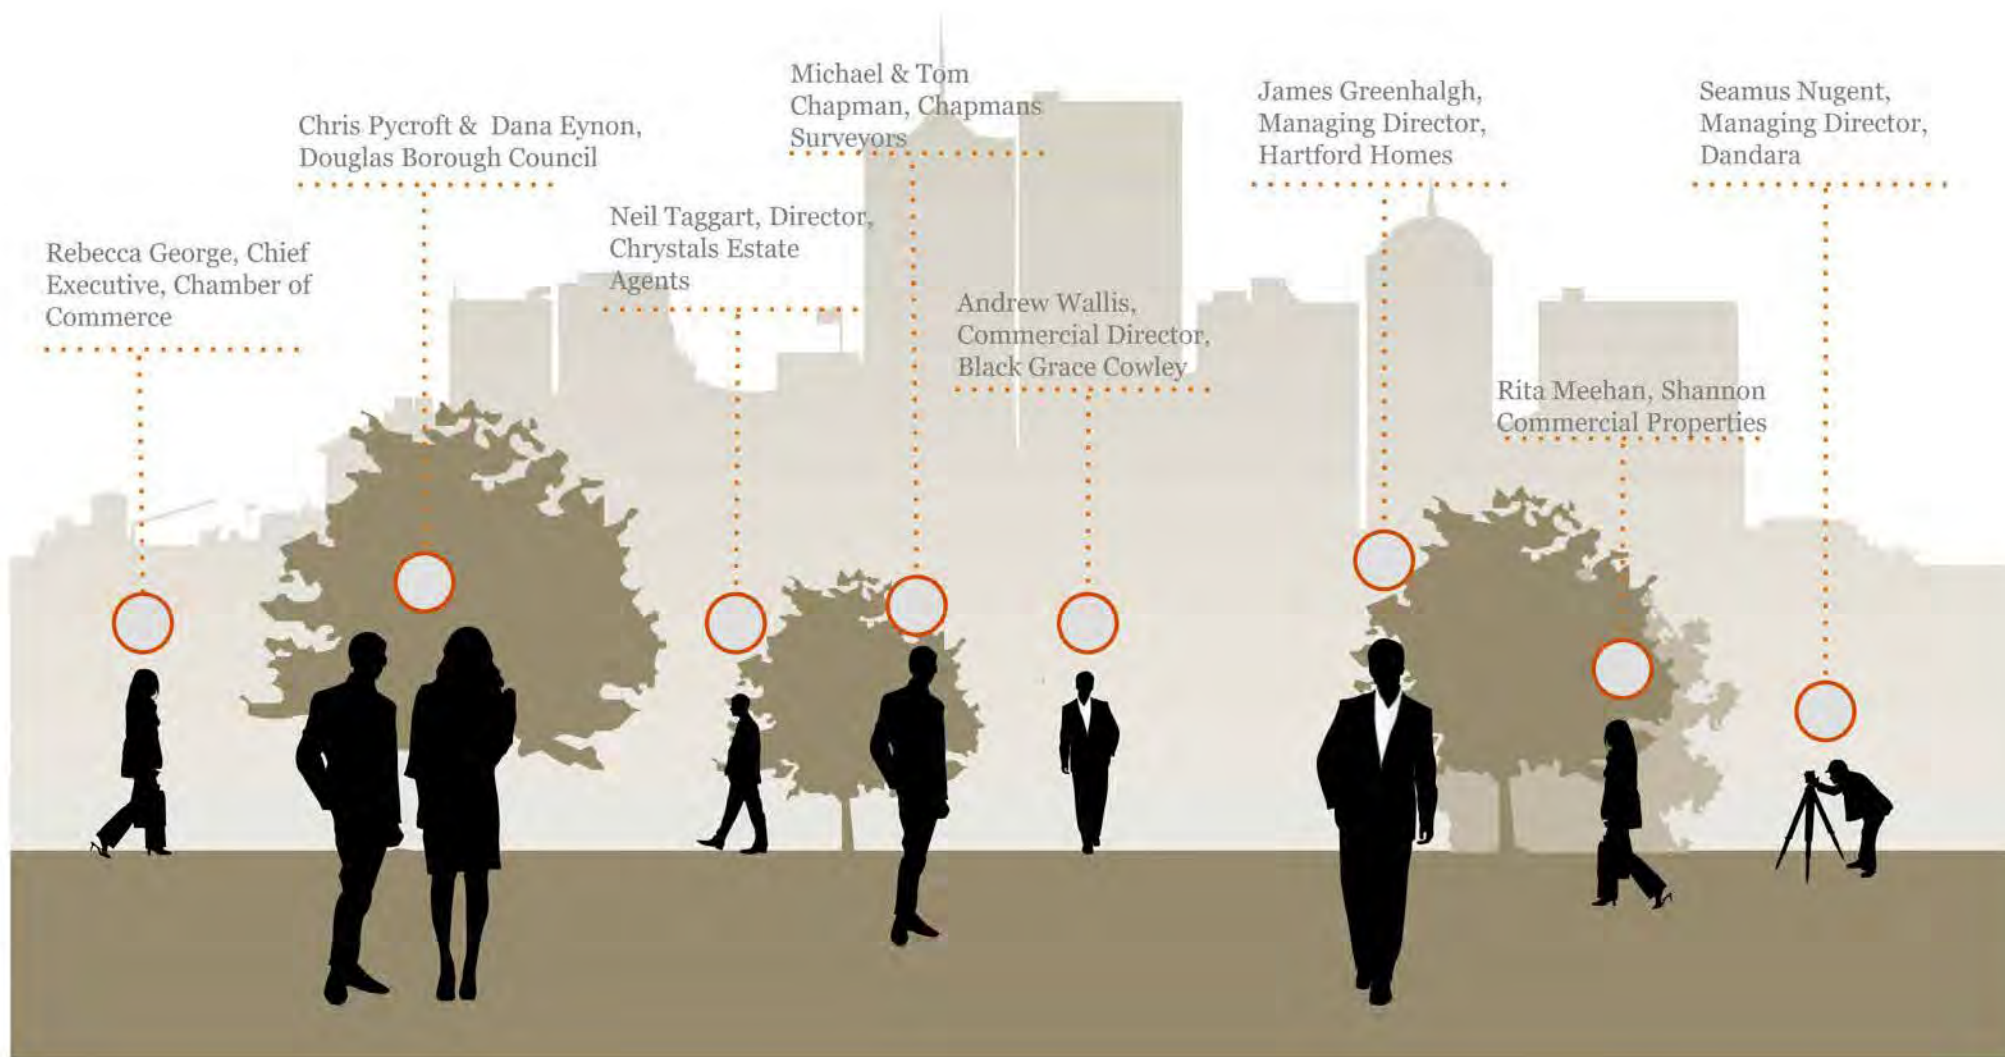 Rebecca George, Chief
Executive, Chamber of
Commerce
Chris Pycroft & Dana Eynon,
Douglas Borough Council
Neil Taggart, Director,
Chrystals Estate
Agents
Michael & Tom
Chapman, Chapmans
Surveyors
Andrew Wallis,
Commercial Director,
Black Grace Cowley
James Greenhalgh,
Managing Director,
Hartford Homes
Rita Meehan, Shannon
Commercial Properties
Seamus Nugent,
Managing Director,
Dandara